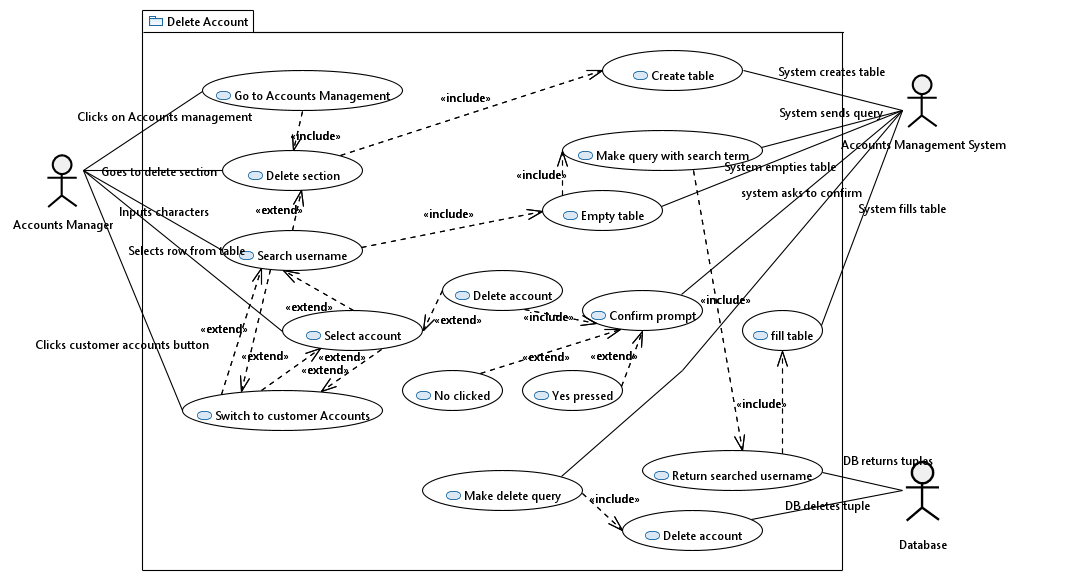 Delete Account
Create table
System creates table
Go to Accounts Management
«include»
Clicks on Accounts management
System sends query
«include»
Make query with search term
Accounts Management System
Goes to delete section
Delete section
«include»
System empties table
system asks to confirm
Inputs characters
«extend»
«include»
Empty table
System fills table
Accounts Manager
Selects row from table
Search username
Delete account
«include»
«extend»
«extend»
«include»
Confirm prompt
«extend»
Select account
fill table
Clicks customer accounts button
«extend»
«extend»
«extend»
«extend»
«extend»
No clicked
Yes pressed
«include»
Switch to customer Accounts
DB returns tuples
Return searched username
Make delete query
«include»
DB deletes tuple
Delete account
Database